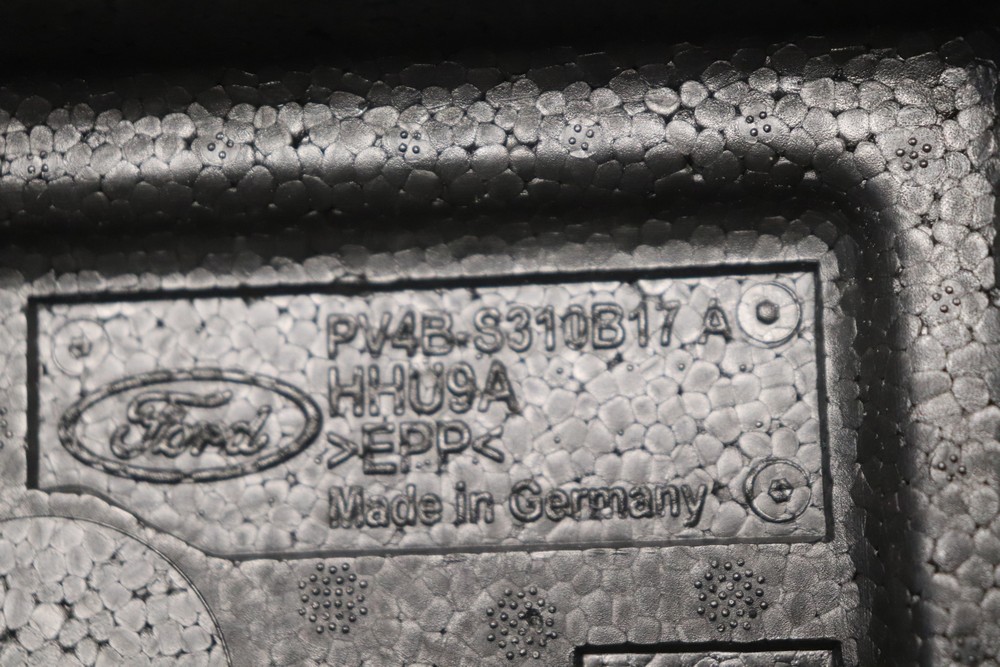 PV4B-S310B17 A
HHU9A
Ford
>EPP<
Made in Germany